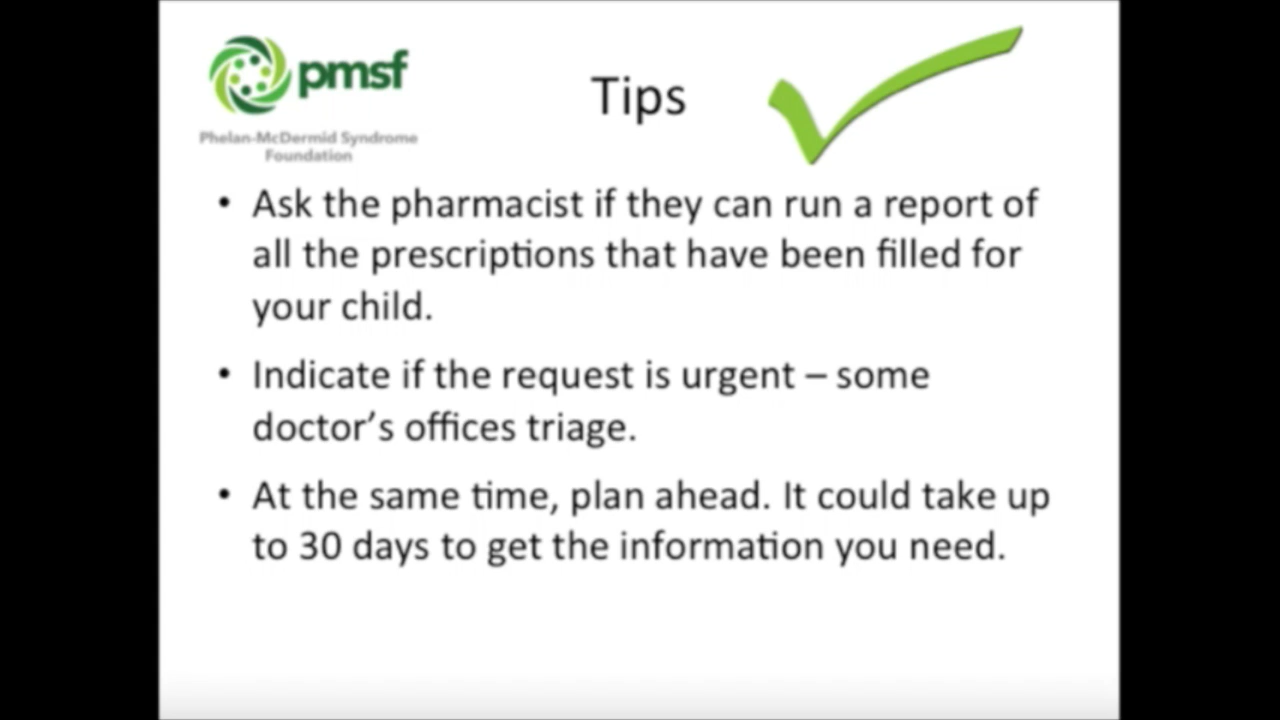 pmsf
Phelan-McDermid Syndrome
Foundation
Tips
• Ask the pharmacist if they can run a report of
all the prescriptions that have been filled for
your child.
• Indicate if the request is urgent – some
doctor’s offices triage.
• At the same time, plan ahead. It could take up
to 30 days to get the information you need.